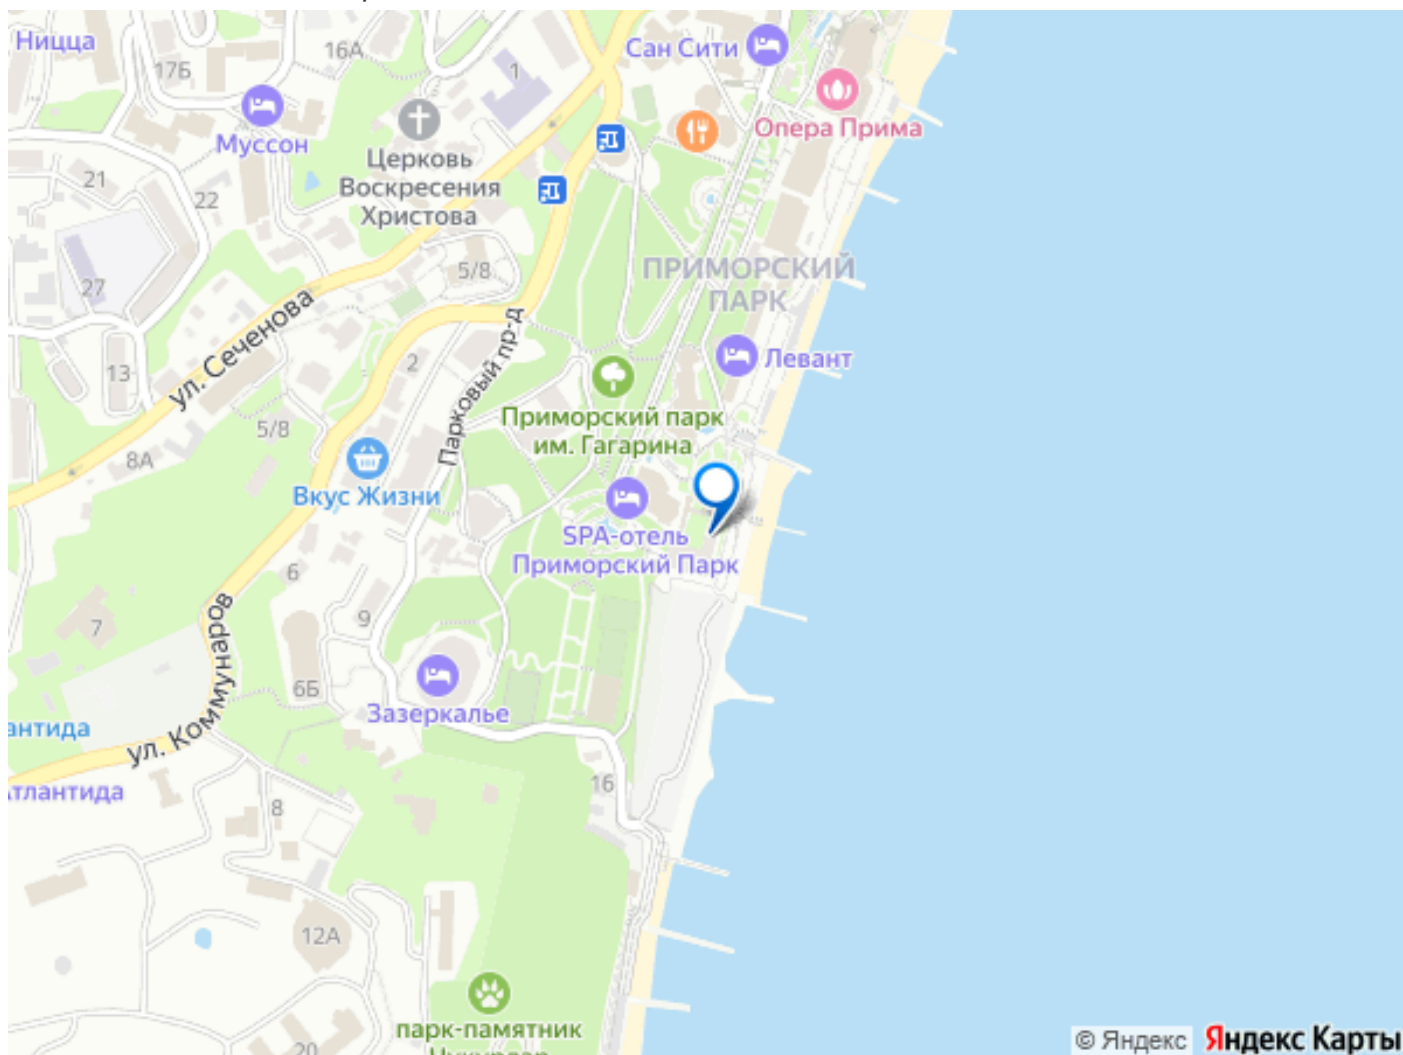 Ницца
16А
17Б
1
Сан Сити
Муссон
Опера Прима
Церковь
Воскресения
Христова
21
22
5/8
27
ПРИМОРСКИЙ
ПАРК
ул. Сеченова
Парковый пр-д
2
13
Левант
Приморский парк
им. Гагарина
5/8
8А
Вкус Жизни
SPA-отель
Приморский Парк
6
9
7
ул. Коммунаров
6Б
Зазеркалье
антида
тлантида
16
8
12А
парк-памятник
Чукурлар
20
© Яндекс Яндекс Карты